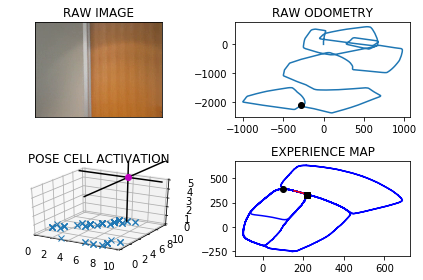 RAW IMAGE
RAW ODOMETRY
0
−1000
−2000
−1000 −500 0 500 1000
POSE CELL ACTIVATION
5
4
3
2
1
0
0 2 4 6 8 10
0 2 4 6 8 10
EXPERIENCE MAP
500
250
0
−250
0 200 400 600